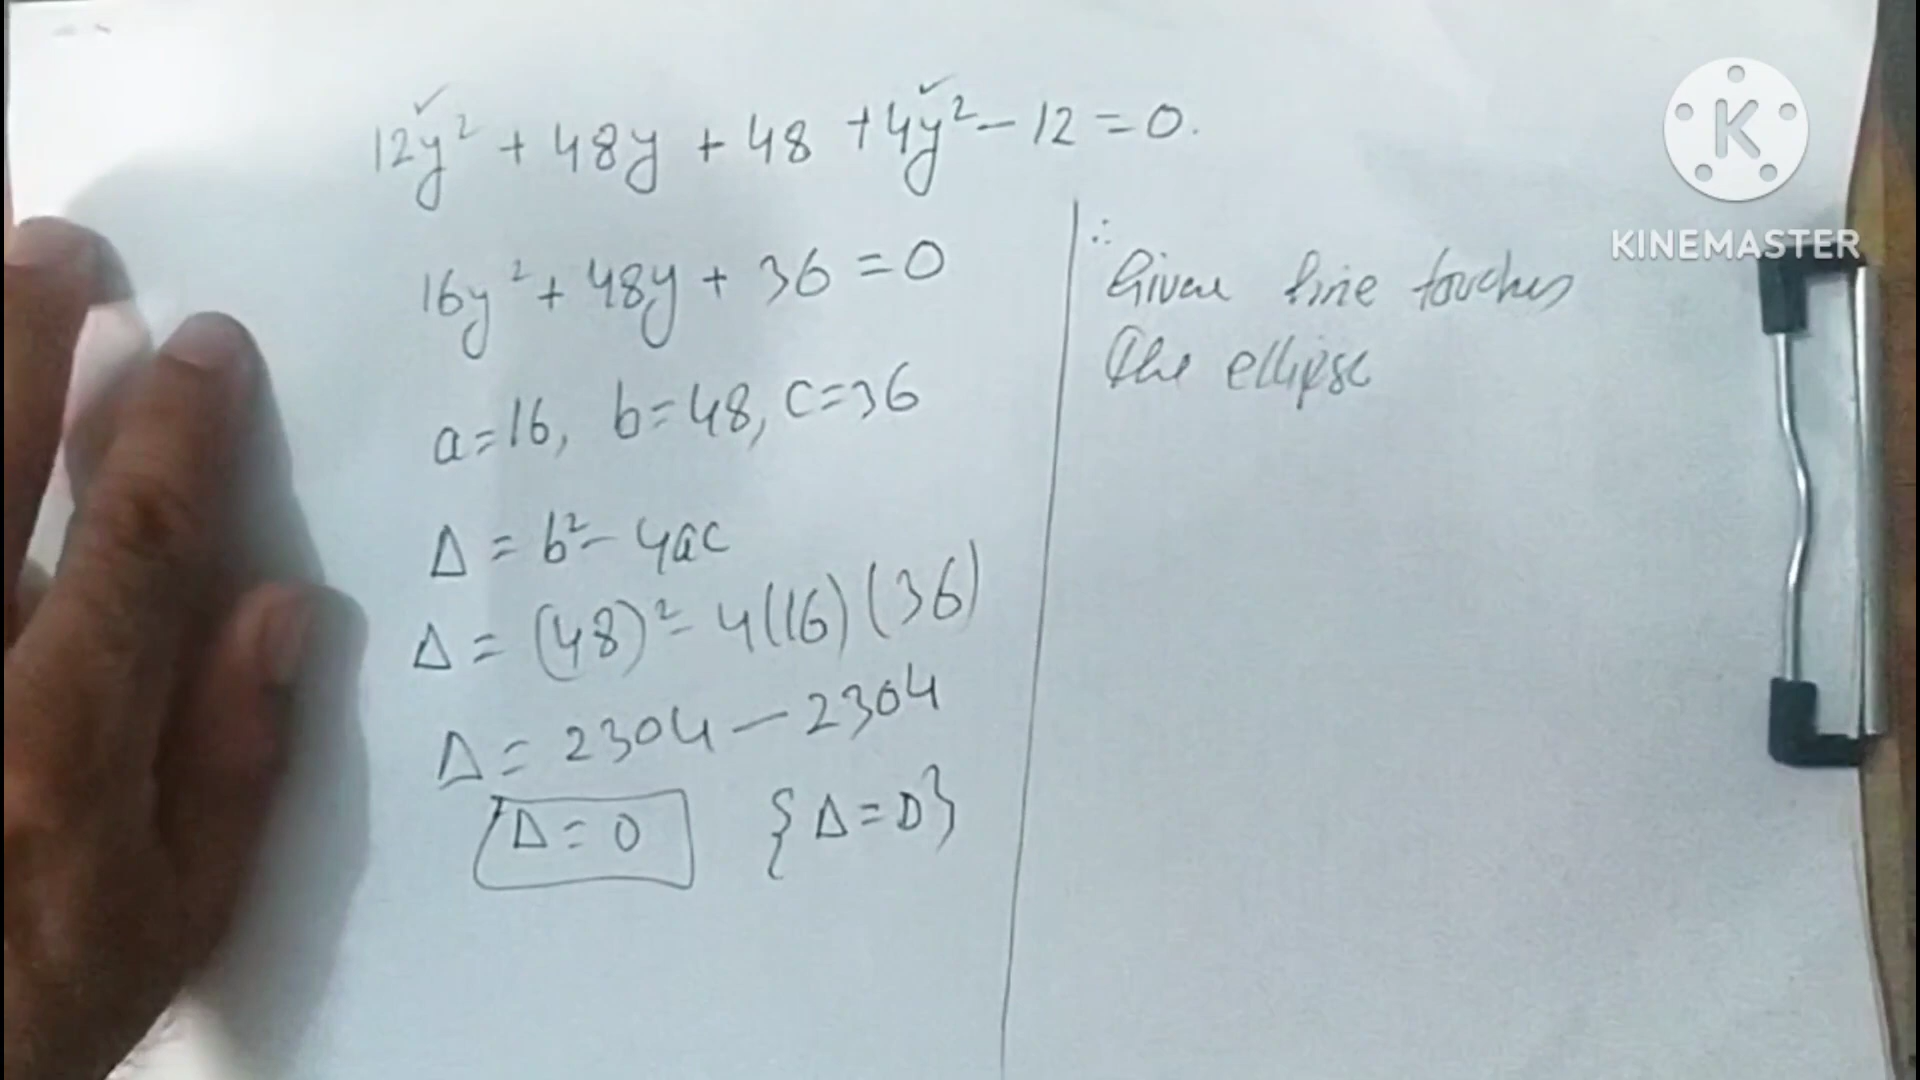 12y² + 48y + 48 + 4y² - 12 = 0.
16y² + 48y + 36 = 0
a=16, b=48, c=36
Δ = b² - 4ac
Δ = (48)² - 4(16)(36)
Δ = 2304 - 2304
Δ = 0 {Δ = D}
∴
Given line touches
the ellipse
K
KINEMASTER